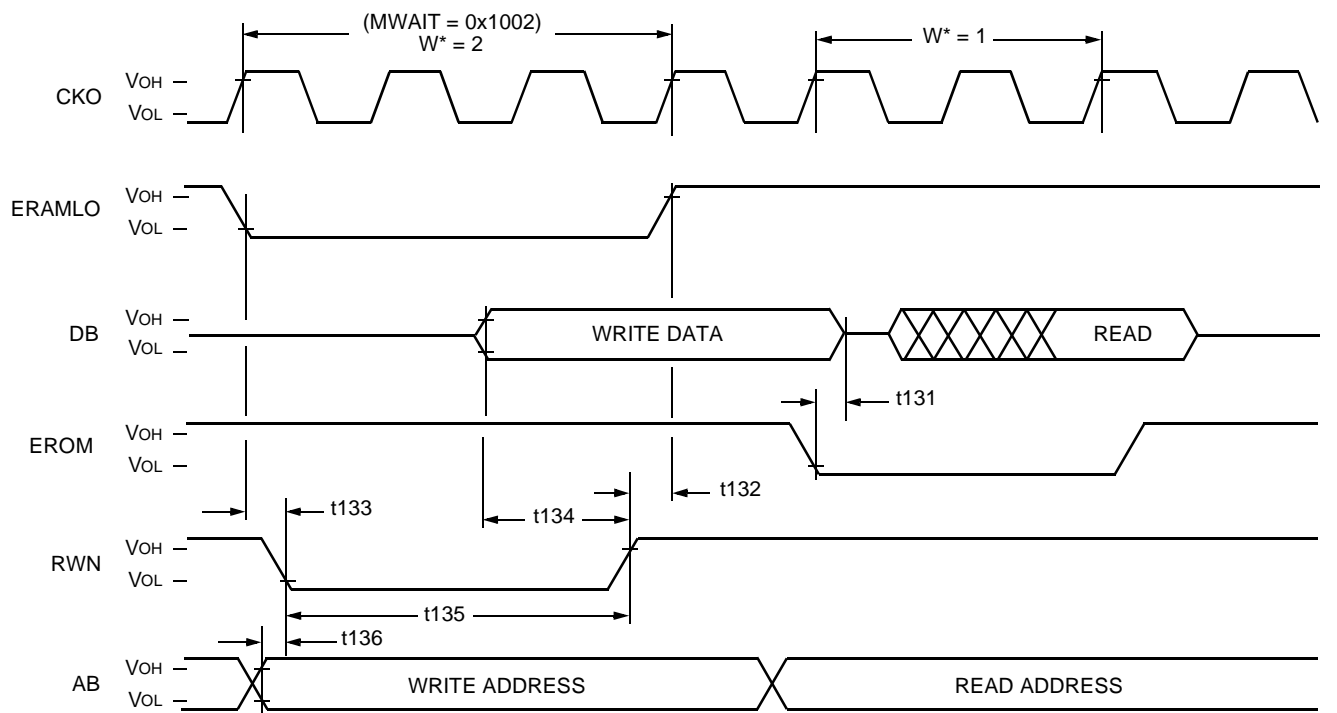 (MWAIT = 0x1002)
W* = 2
W* = 1
CKO
VOH
VOL
ERAMLO
VOH
VOL
DB
VOH
VOL
WRITE DATA
READ
t131
EROM
VOH
VOL
t132
t133
t134
RWN
VOH
VOL
t135
t136
AB
VOH
VOL
WRITE ADDRESS
READ ADDRESS